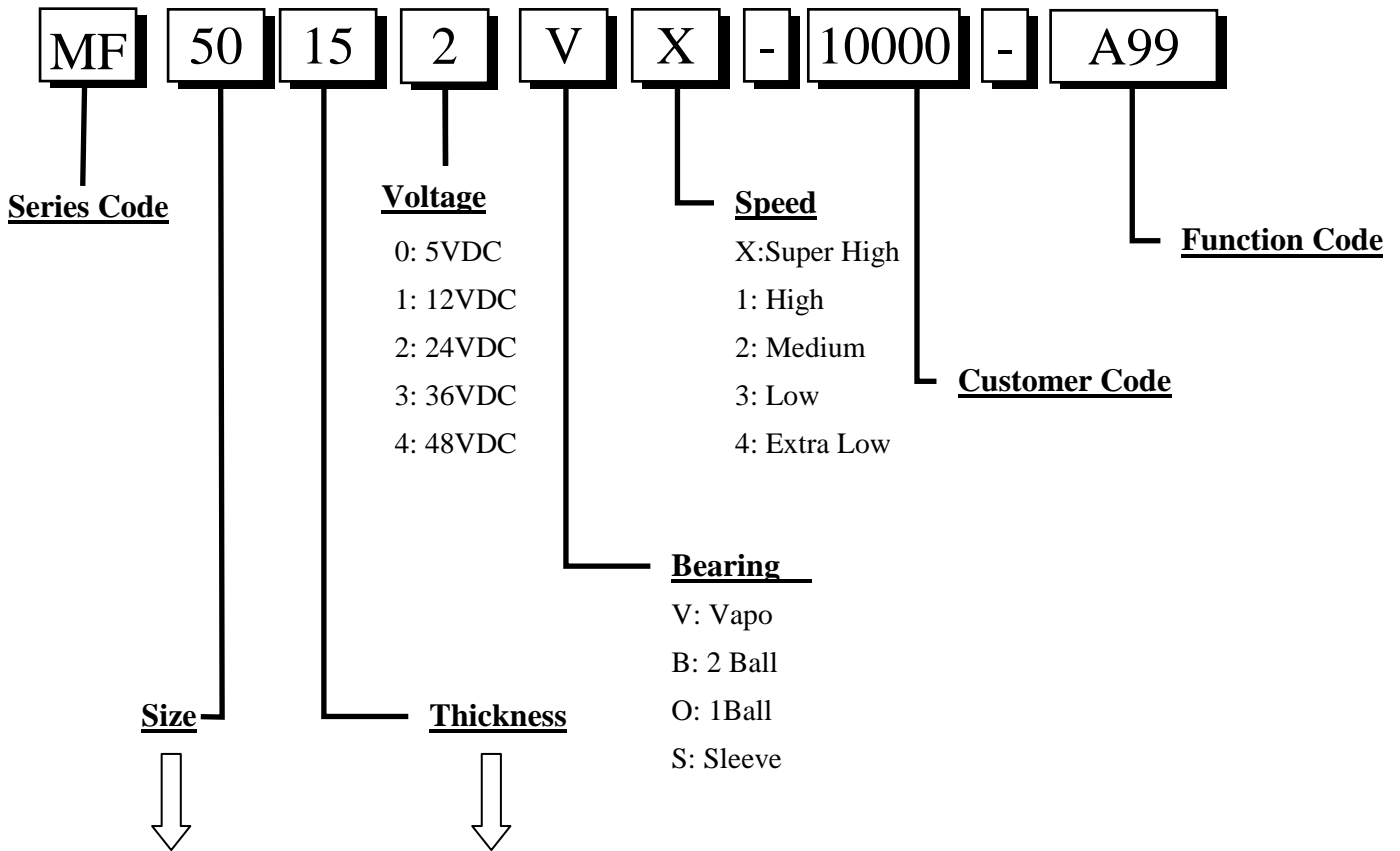 MF 50 15 2 V X - 10000 - A99
Series Code
Voltage
0: 5VDC
1: 12VDC
2: 24VDC
3: 36VDC
4: 48VDC
Speed
X:Super High
1: High
2: Medium
3: Low
4: Extra Low
Function Code
Customer Code
Bearing
V: Vapo
B: 2 Ball
O: 1Ball
S: Sleeve
Size
Thickness